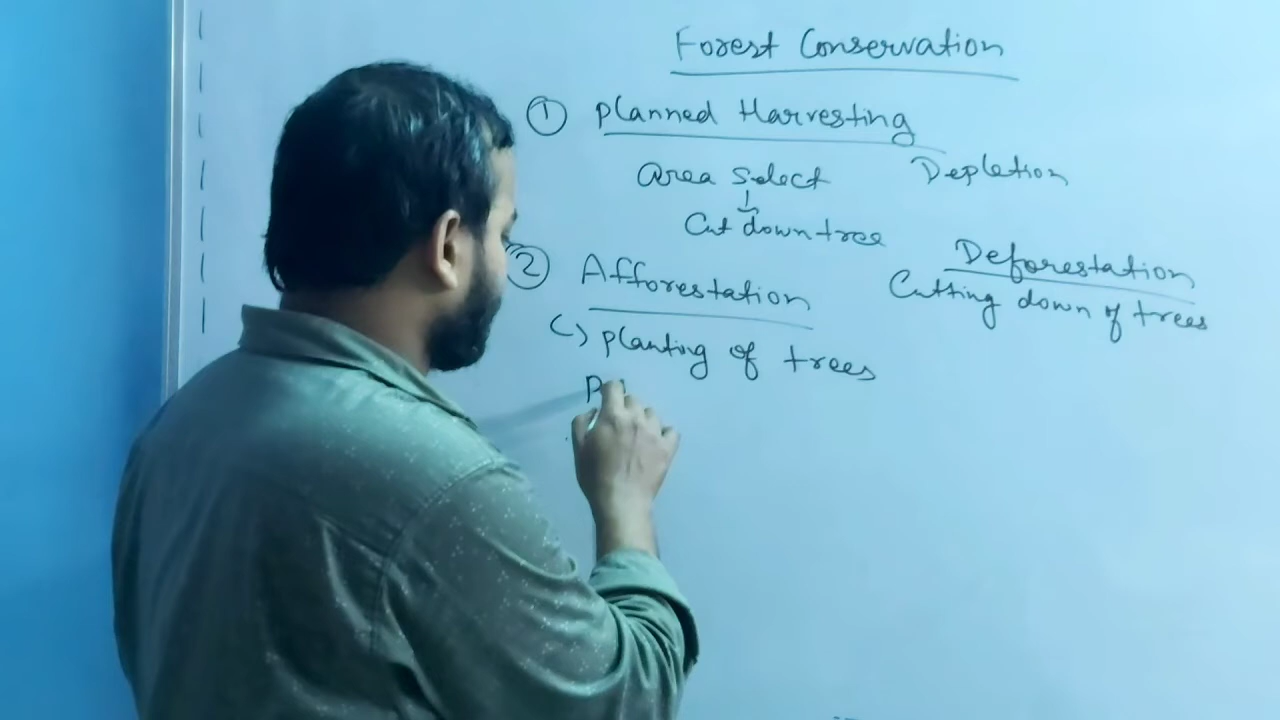 Forest Conservation
① Planned Harvesting
Area select
Depletion
↓
Cut down tree
② Afforestation
Deforestation
Cutting down of trees
↪ planting of trees